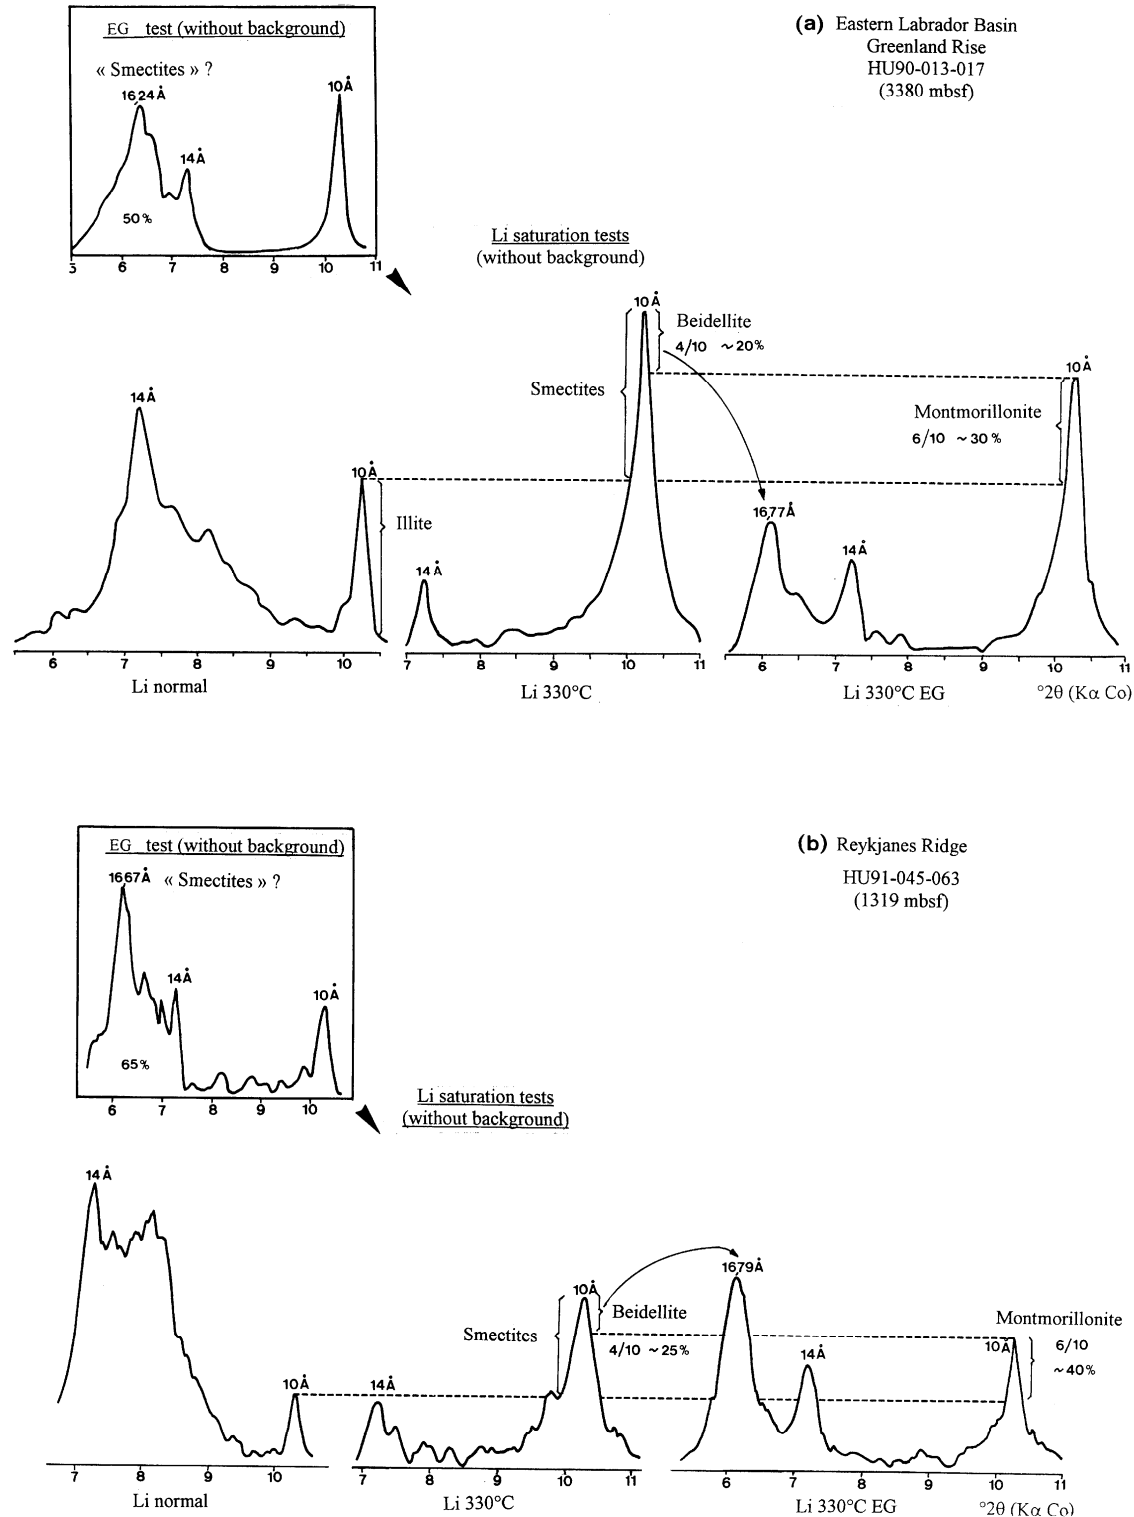 EG test (without background)
« Smectites » ?
16,24Å
10Å
14Å
50%
5 6 7 8 9 10 11
(a) Eastern Labrador Basin
Greenland Rise
HU90-013-017
(3380 mbsf)
Li saturation tests
(without background)
10Å
Beidellite
4/10 ~20%
Smectites
10Å
Montmorillonite
6/10 ~30%
14Å
10Å
Illite
14Å
16,77Å
14Å
6 7 8 9 10
7 8 9 10 11
6 7 8 9 10 11
Li normal
Li 330°C
Li 330°C EG
°2θ (Kα Co)
EG test (without background)
16,67Å « Smectites » ?
14Å
10Å
65%
6 7 8 9 10
(b) Reykjanes Ridge
HU91-045-063
(1319 mbsf)
Li saturation tests
(without background)
14Å
10Å
14Å
10Å
Smectites
Beidellite
4/10 ~25%
16,79Å
14Å
Montmorillonite
10Å 6/10
~40%
7 8 9 10
7 8 9 10 11
6 7 8 9 10 11
Li normal
Li 330°C
Li 330°C EG
°2θ (Kα Co)